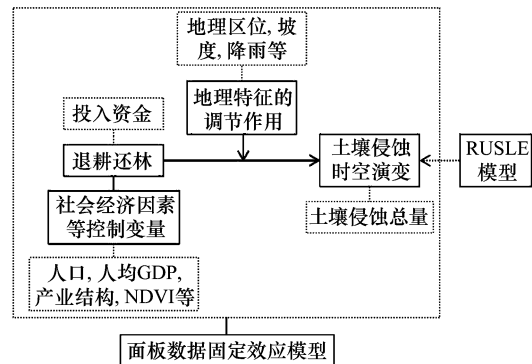 地理区位, 坡
度, 降雨等
地理特征的
调节作用
投入资金
退耕还林
土壤侵蚀
时空演变
RUSLE
模型
社会经济因素
等控制变量
土壤侵蚀总量
人口, 人均GDP,
产业结构, NDVI等
面板数据固定效应模型